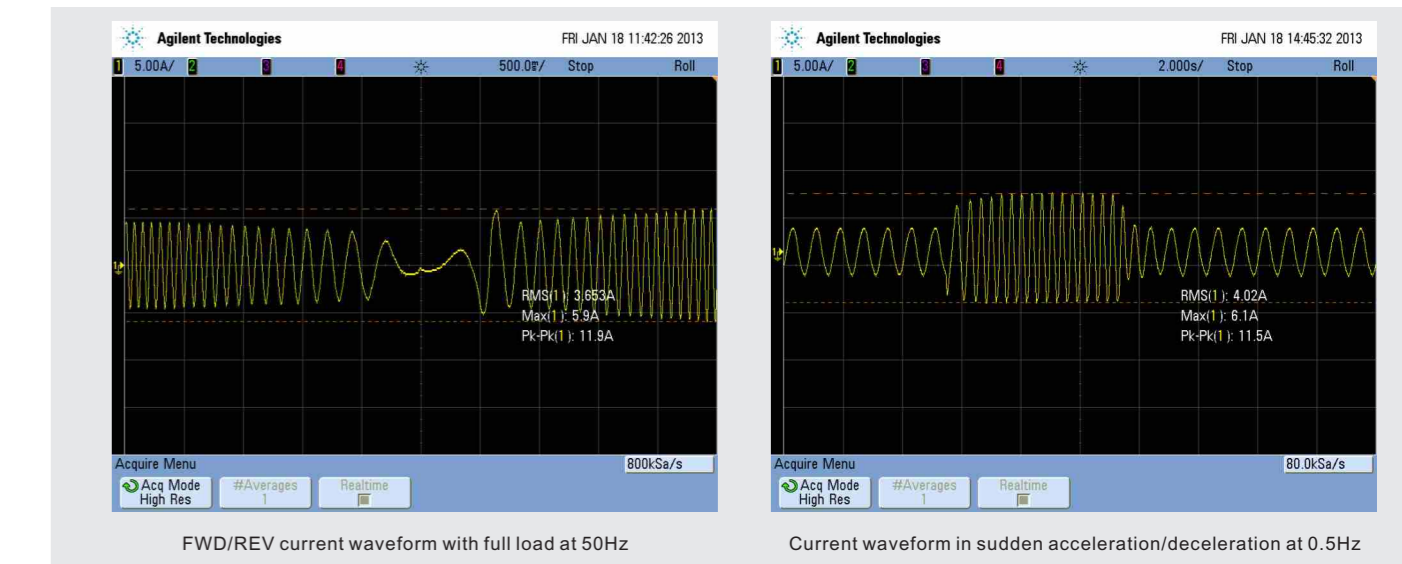 Agilent Technologies FRI JAN 18 11:42:26 2013
1 5.00A/ 2 3 4 500.0ms/ Stop Roll
1
RMS(1): 3.653A
Max(1): 5.9A
Pk-Pk(1): 11.9A
Acquire Menu 800kSa/s
Acq Mode
High Res
#Averages
1
Realtime
FWD/REV current waveform with full load at 50Hz
Agilent Technologies FRI JAN 18 14:45:32 2013
1 5.00A/ 2 3 4 2.000s/ Stop Roll
1
RMS(1): 4.02A
Max(1): 6.1A
Pk-Pk(1): 11.5A
Acquire Menu 80.0kSa/s
Acq Mode
High Res
#Averages
1
Realtime
Current waveform in sudden acceleration/deceleration at 0.5Hz